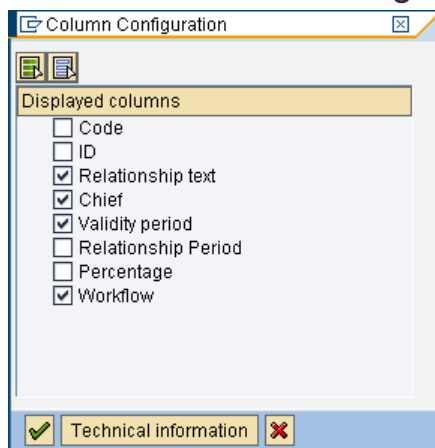 Column Configuration
Displayed columns
Code
ID
Relationship text
Chief
Validity period
Relationship Period
Percentage
Workflow
Technical information